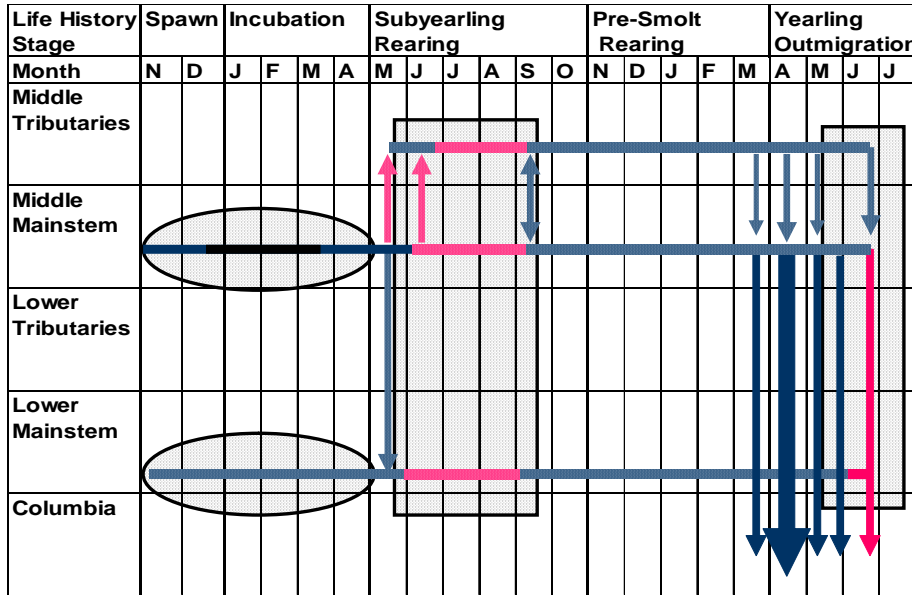 Life History Spawn Incubation Subyearling Pre-Smolt Yearling
Stage Rearing Rearing Outmigration
Month N D J F M A M J J A S O N D J F M A M J J
Middle
Tributaries
Middle
Mainstem
Lower
Tributaries
Lower
Mainstem
Columbia